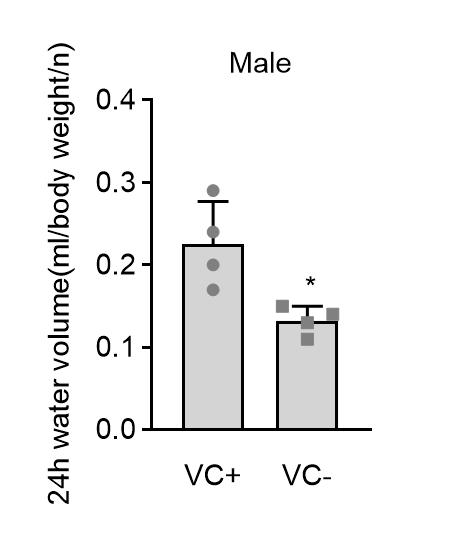 Male
24h water volume(ml/body weight/n)
0.4
0.3
0.2
0.1
0.0
*
VC+
VC-